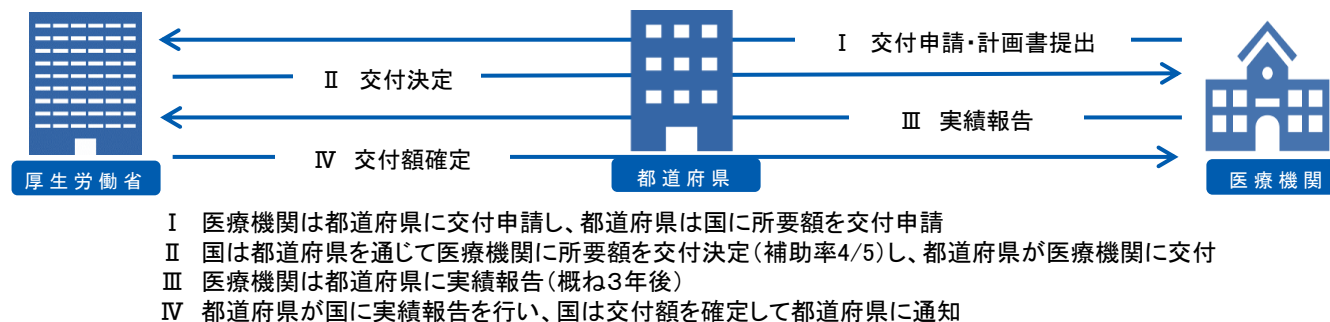 Ⅰ 交付申請・計画書提出
Ⅱ 交付決定
Ⅲ 実績報告
Ⅳ 交付額確定
厚生労働省
都道府県
医療機関
Ⅰ 医療機関は都道府県に交付申請し、都道府県は国に所要額を交付申請
Ⅱ 国は都道府県を通じて医療機関に所要額を交付決定(補助率4/5)し、都道府県が医療機関に交付
Ⅲ 医療機関は都道府県に実績報告(概ね3年後)
Ⅳ 都道府県が国に実績報告を行い、国は交付額を確定して都道府県に通知